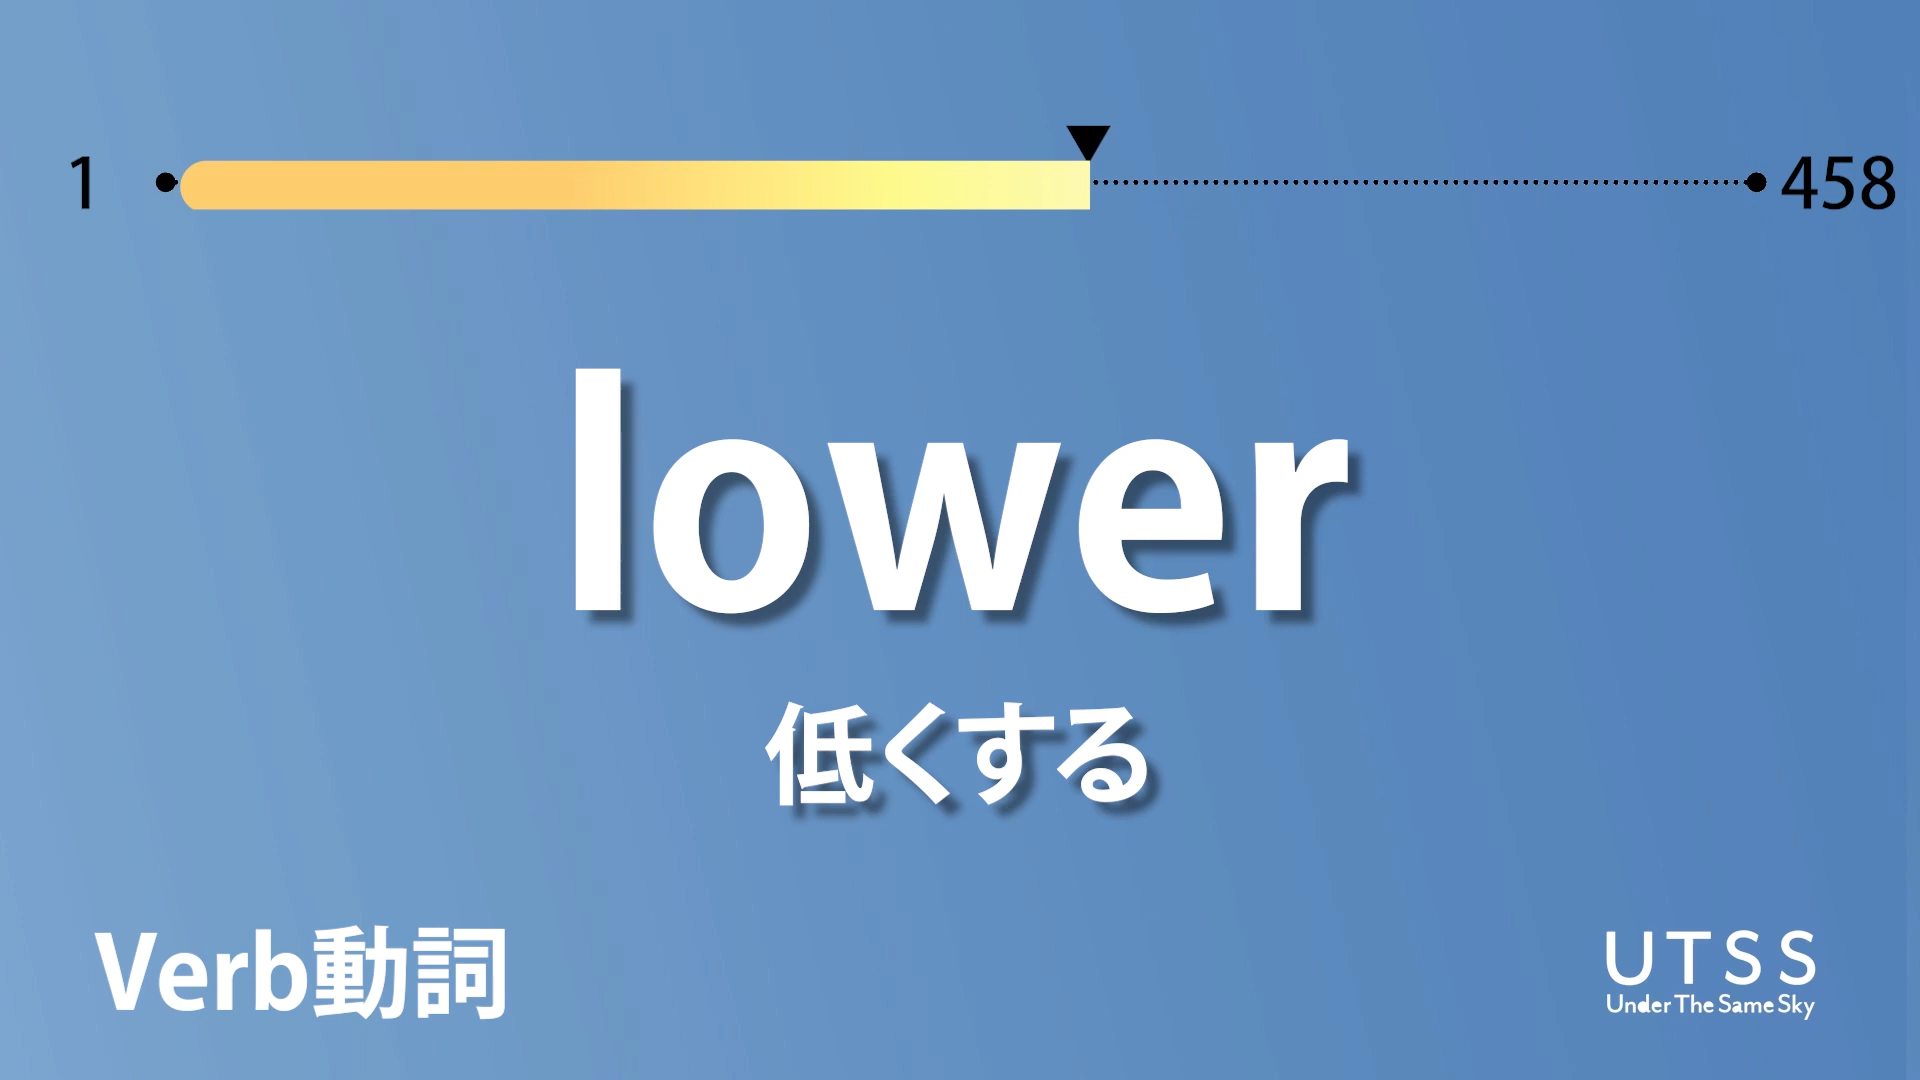 1
458
lower
低くする
Verb動詞
UTSS
Under The Same Sky